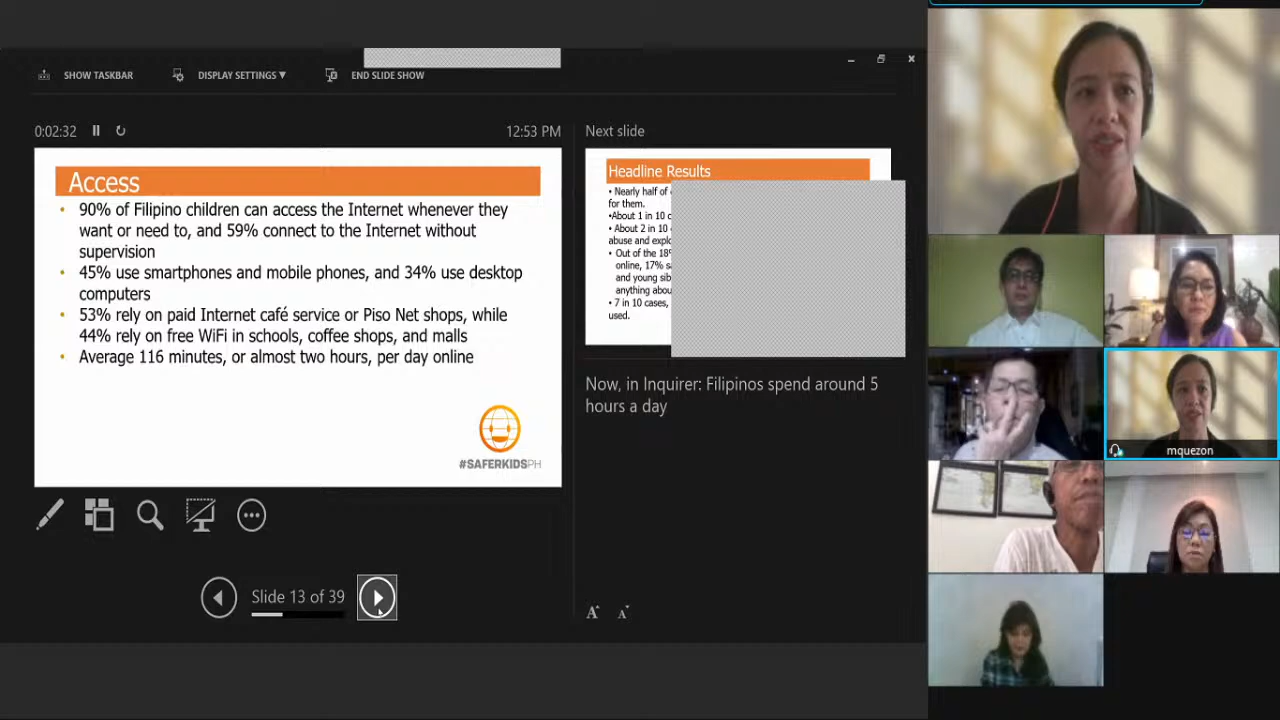 SHOW TASKBAR
DISPLAY SETTINGS ▼
END SLIDE SHOW
0:02:32
12:53 PM
Access
• 90% of Filipino children can access the Internet whenever they
want or need to, and 59% connect to the Internet without
supervision
• 45% use smartphones and mobile phones, and 34% use desktop
computers
• 53% rely on paid Internet café service or Piso Net shops, while
44% rely on free WiFi in schools, coffee shops, and malls
• Average 116 minutes, or almost two hours, per day online
#SAFERKIDSPH
Slide 13 of 39
Next slide
Headline Results
• Nearly half of
for them.
•About 1 in 10
• About 2 in 10
abuse and
• Out of the 18
online, 17%
and young
anything
• 7 in 10 cases,
used.
Now, in Inquirer: Filipinos spend around 5
hours a day
A A
mquezon